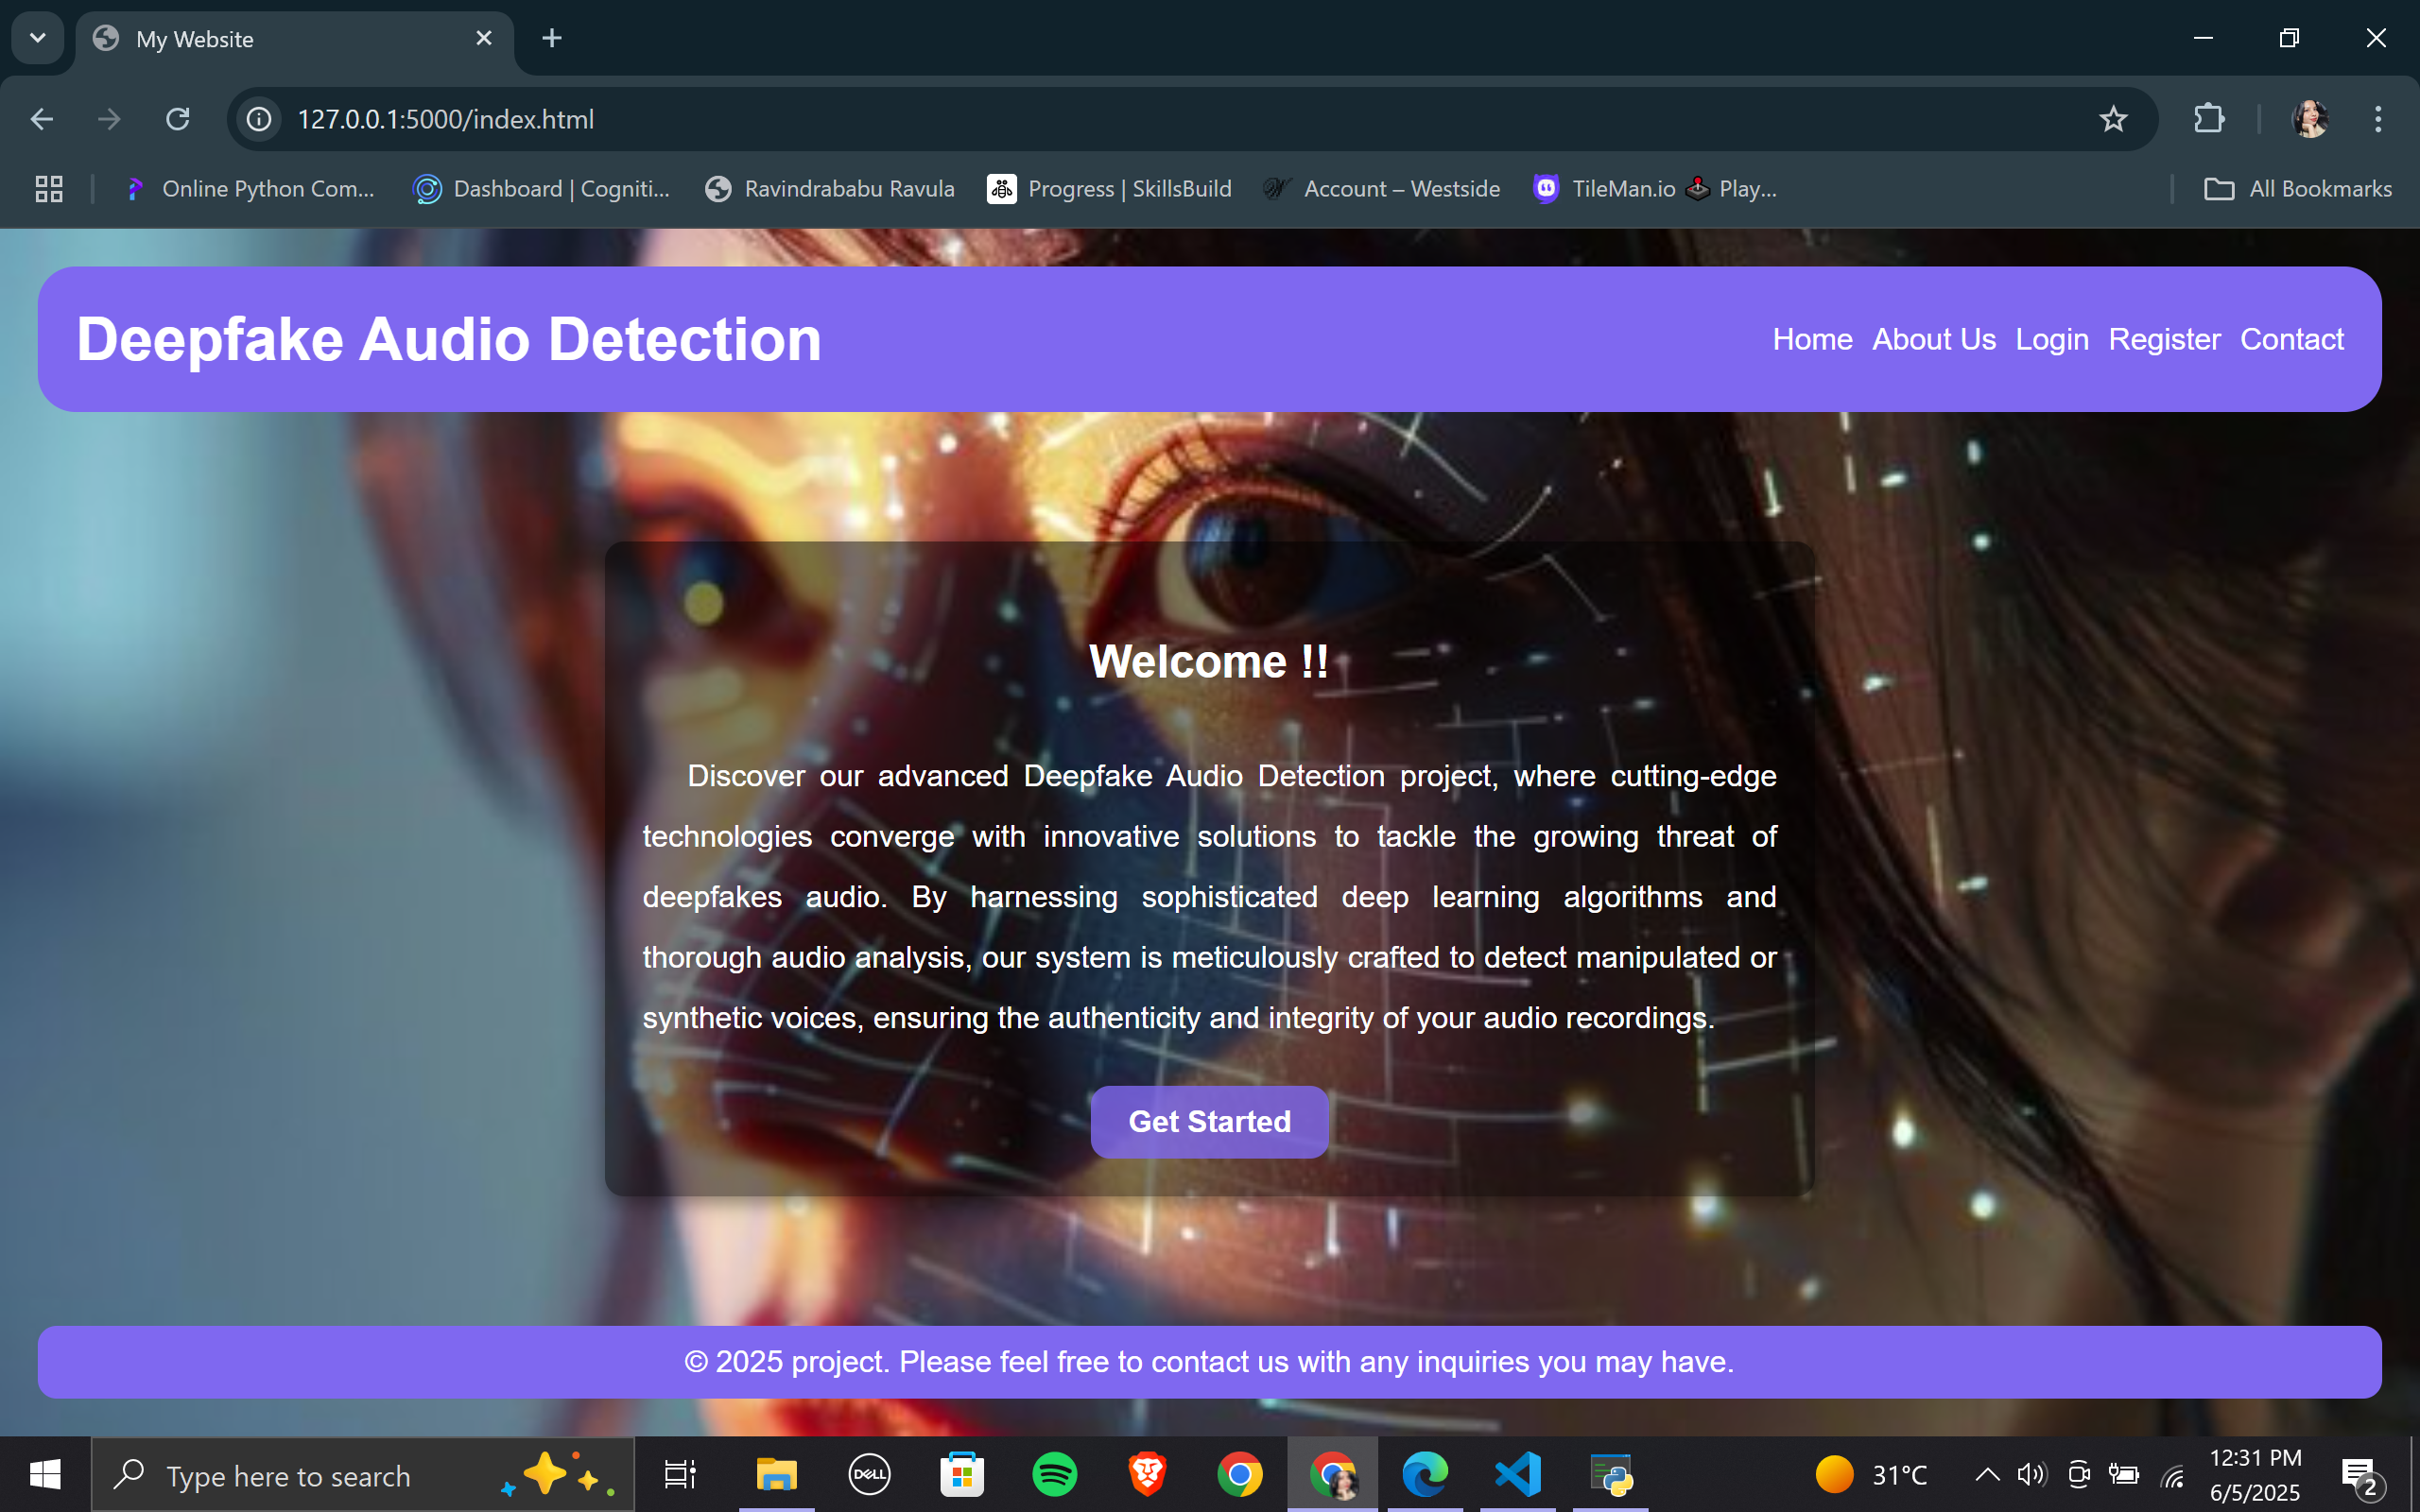 My Website
127.0.0.1:5000/index.html
Online Python Com...
Dashboard | Cogniti...
Ravindrababu Ravula
Progress | SkillsBuild
Account – Westside
TileMan.io 🕹️ Play...
All Bookmarks
Deepfake Audio Detection
Home About Us Login Register Contact
Welcome !!
Discover our advanced Deepfake Audio Detection project, where cutting-edge
technologies converge with innovative solutions to tackle the growing threat of
deepfakes audio. By harnessing sophisticated deep learning algorithms and
thorough audio analysis, our system is meticulously crafted to detect manipulated or
synthetic voices, ensuring the authenticity and integrity of your audio recordings.
Get Started
© 2025 project. Please feel free to contact us with any inquiries you may have.
Type here to search
DELL
31°C
12:31 PM
6/5/2025
2